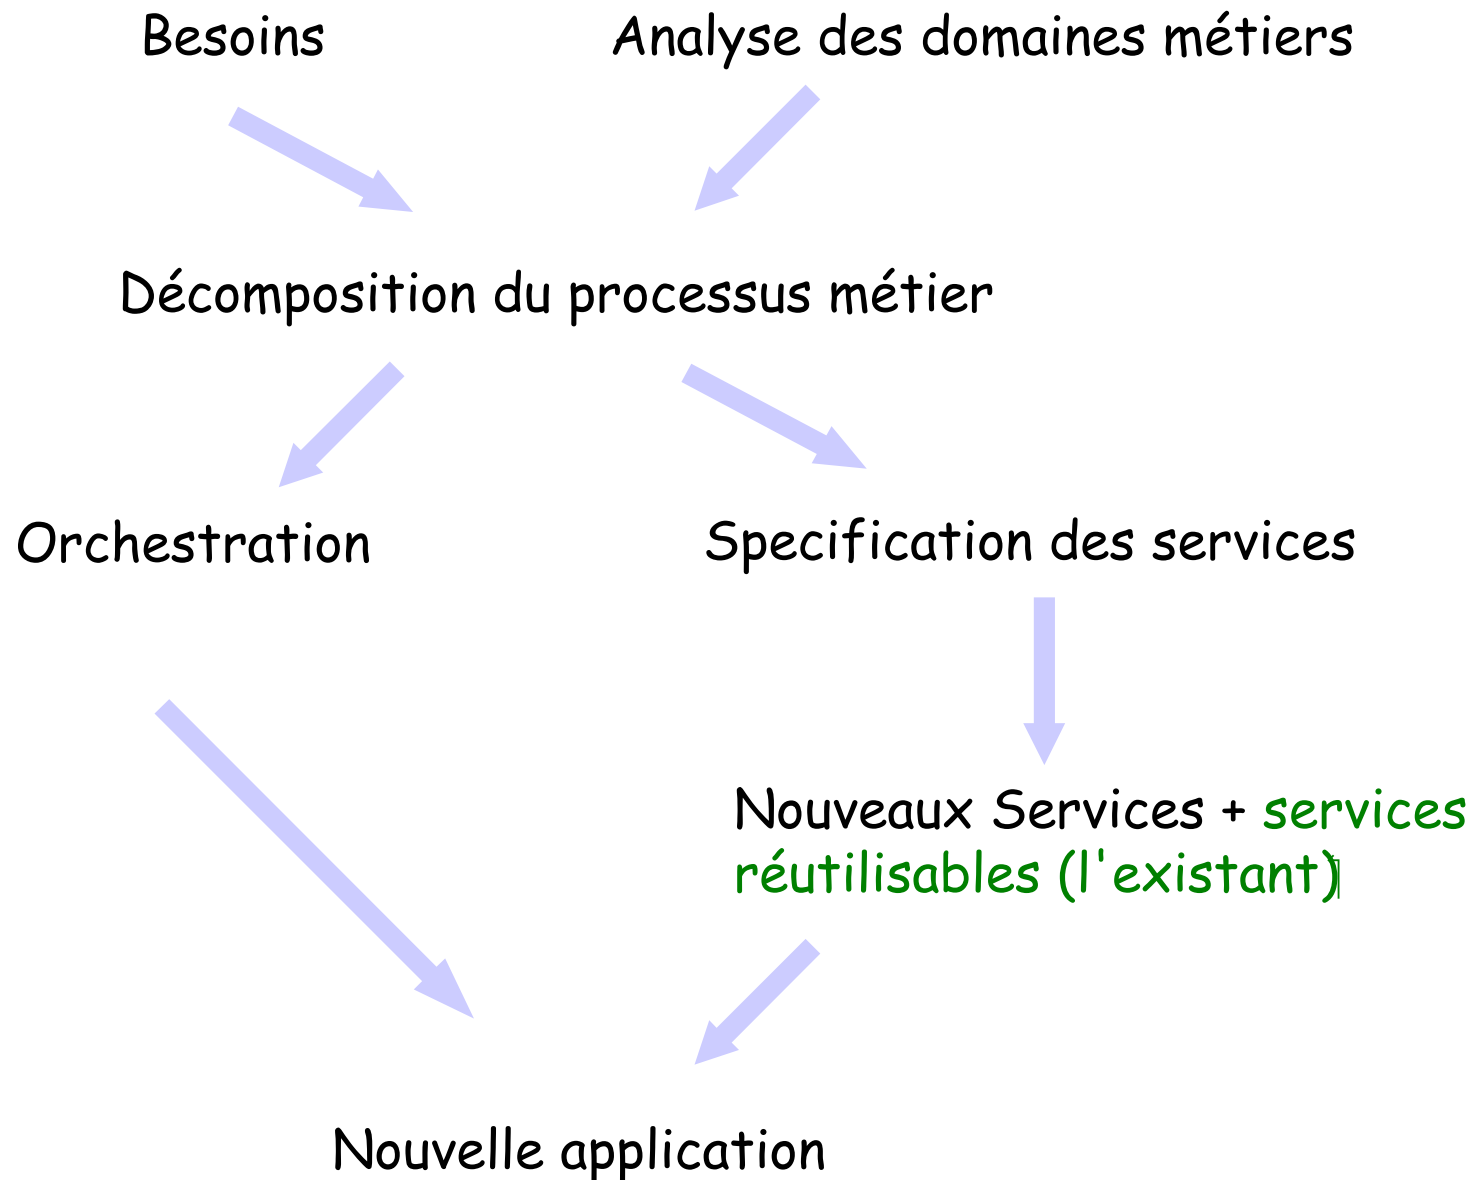 Besoins
Analyse des domaines métiers
Décomposition du processus métier
Orchestration
Specification des services
Nouveaux Services + services
réutilisables (l'existant)
Nouvelle application